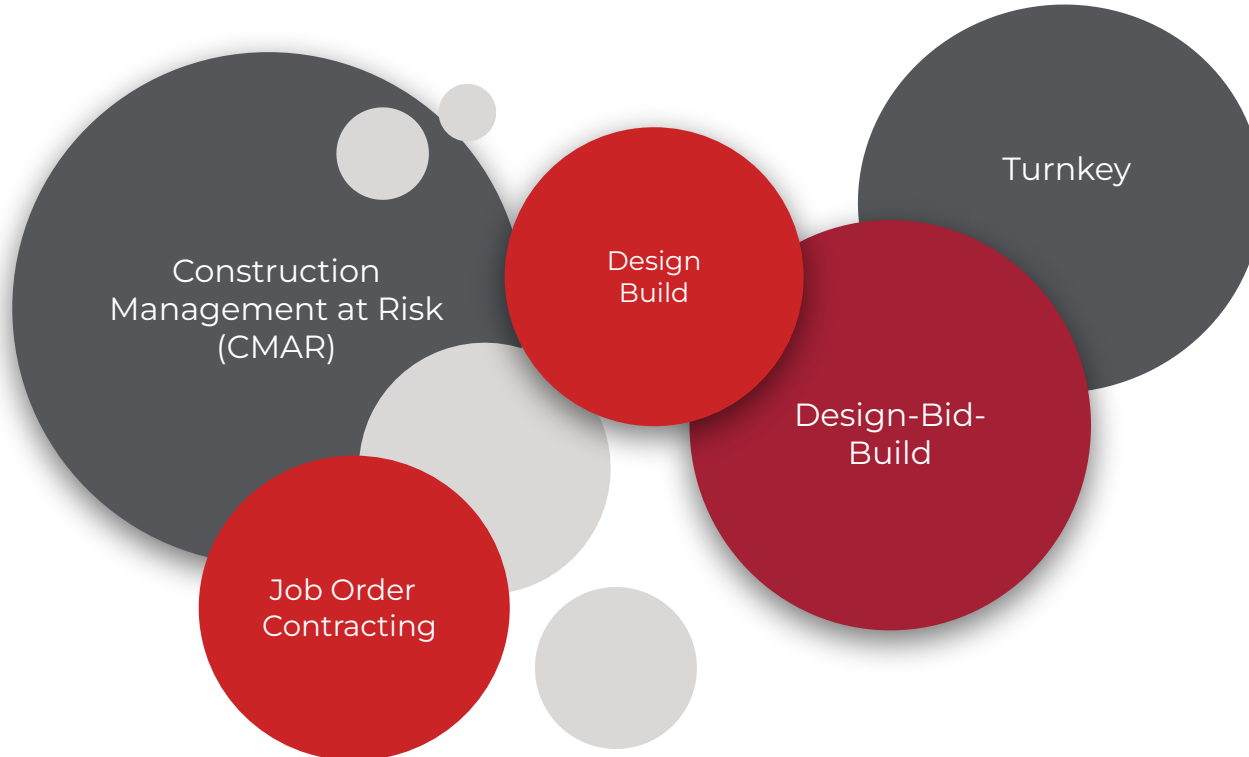 Construction
Management at Risk
(CMAR)
Design
Build
Turnkey
Design-Bid-
Build
Job Order
Contracting